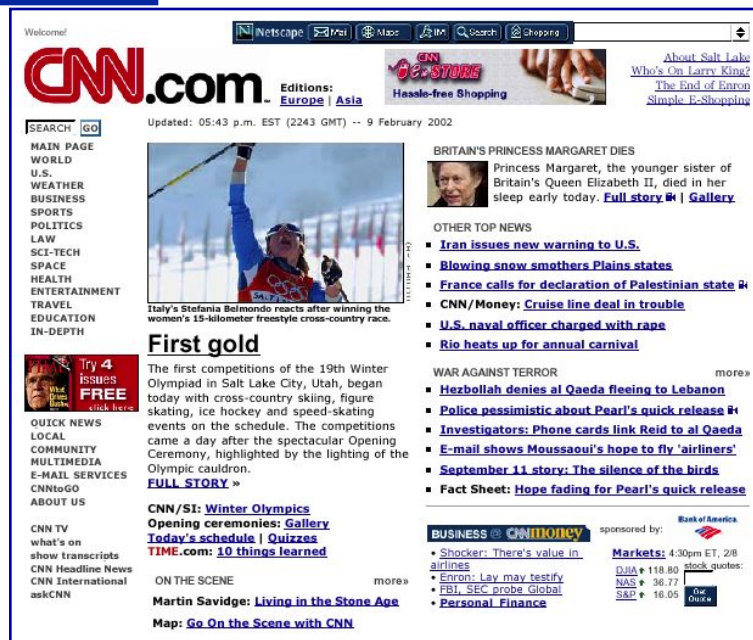 Welcome!
Netscape Mail Maps IM Search Shopping
CNN.com
Editions:
Europe | Asia
CNN
e-STORE
Hassle-free Shopping
About Salt Lake
Who's On Larry King?
The End of Enron
Simple E-Shopping
SEARCH GO
Updated: 05:43 p.m. EST (2243 GMT) -- 9 February 2002
MAIN PAGE
WORLD
U.S.
WEATHER
BUSINESS
SPORTS
POLITICS
LAW
SCI-TECH
SPACE
HEALTH
ENTERTAINMENT
TRAVEL
EDUCATION
IN-DEPTH
Try 4
issues
FREE
click here
QUICK NEWS
LOCAL
COMMUNITY
MULTIMEDIA
E-MAIL SERVICES
CNNtoGO
ABOUT US
CNN TV
what's on
show transcripts
CNN Headline News
CNN International
askCNN
Italy's Stefania Belmondo reacts after winning the
women's 15-kilometer freestyle cross-country race.
First gold
The first competitions of the 19th Winter
Olympiad in Salt Lake City, Utah, began
today with cross-country skiing, figure
skating, ice hockey and speed-skating
events on the schedule. The competitions
came a day after the spectacular Opening
Ceremony, highlighted by the lighting of the
Olympic cauldron.
FULL STORY »
CNN/SI: Winter Olympics
Opening ceremonies: Gallery
Today's schedule | Quizzes
TIME.com: 10 things learned
ON THE SCENE more»
Martin Savidge: Living in the Stone Age
Map: Go On the Scene with CNN
BRITAIN'S PRINCESS MARGARET DIES
Princess Margaret, the younger sister of
Britain's Queen Elizabeth II, died in her
sleep early today. Full story | Gallery
OTHER TOP NEWS
Iran issues new warning to U.S.
Blowing snow smothers Plains states
France calls for declaration of Palestinian state
CNN/Money: Cruise line deal in trouble
U.S. naval officer charged with rape
Rio heats up for annual carnival
WAR AGAINST TERROR more»
Hezbollah denies al Qaeda fleeing to Lebanon
Police pessimistic about Pearl's quick release
Investigators: Phone cards link Reid to al Qaeda
E-mail shows Moussaoui's hope to fly 'airliners'
September 11 story: The silence of the birds
Fact Sheet: Hope fading for Pearl's quick release
BUSINESS @ CNNmoney
sponsored by: Bank of America
• Shocker: There's value in
airlines
• Enron: Lay may testify
• FBI, SEC probe Global
• Personal Finance
Markets: 4:30pm ET, 2/8
DJIA 118.80
NAS 36.77
S&P 16.05
stock quotes:
Get
Quote